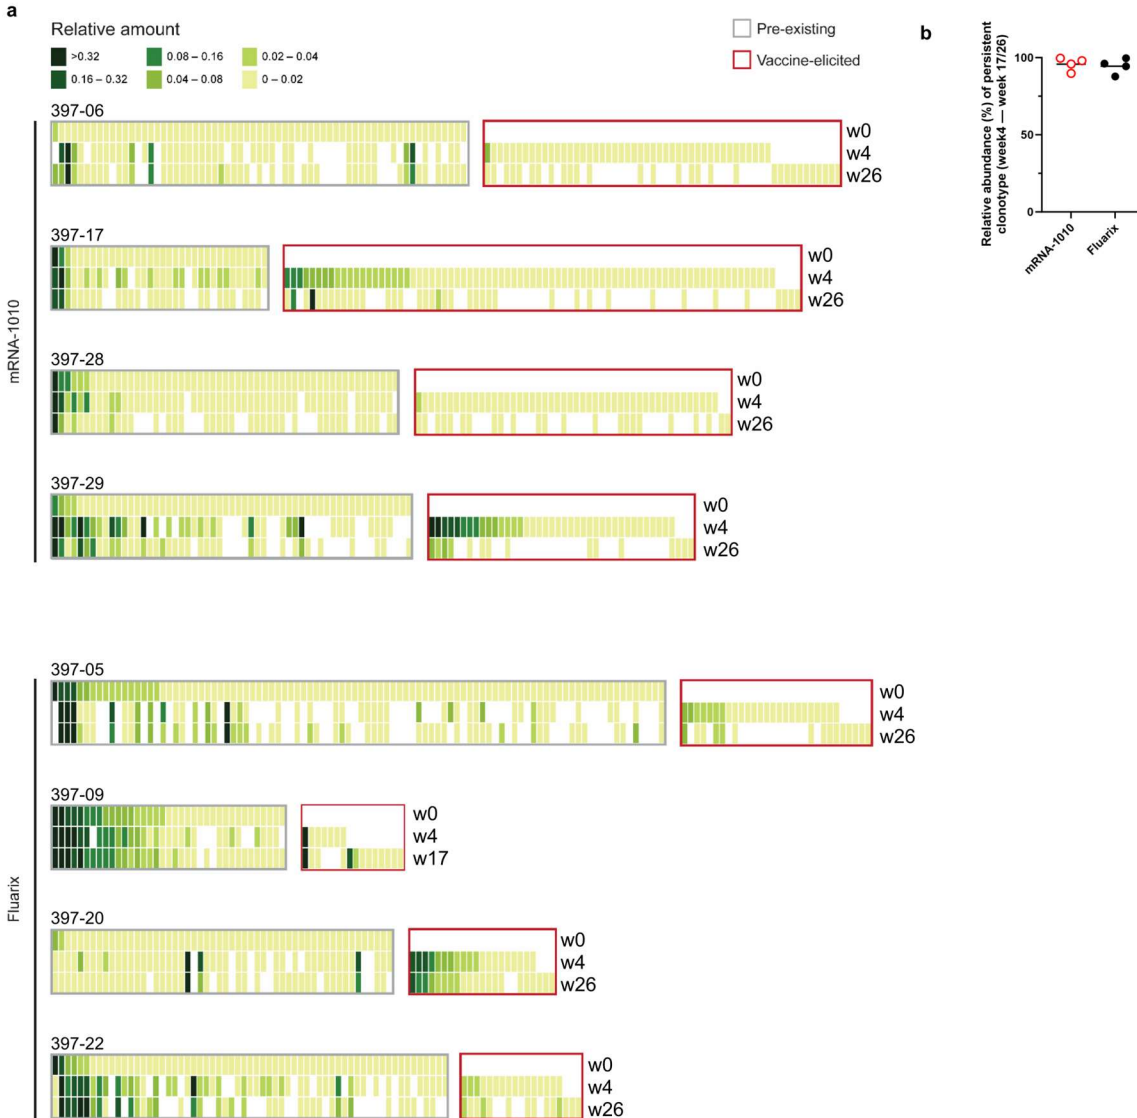 a
Relative amount
>0.32
0.08 – 0.16
0.02 – 0.04
0.16 – 0.32
0.04 – 0.08
0 – 0.02
Pre-existing
Vaccine-elicited
mRNA-1010
397-06
w0
w4
w26
397-17
w0
w4
w26
397-28
w0
w4
w26
397-29
w0
w4
w26
Fluarix
397-05
w0
w4
w26
397-09
w0
w4
w17
397-20
w0
w4
w26
397-22
w0
w4
w26
b
Relative abundance (%) of persistent
clonotype (week4 — week 17/26)
100
50
0
mRNA-1010
Fluarix